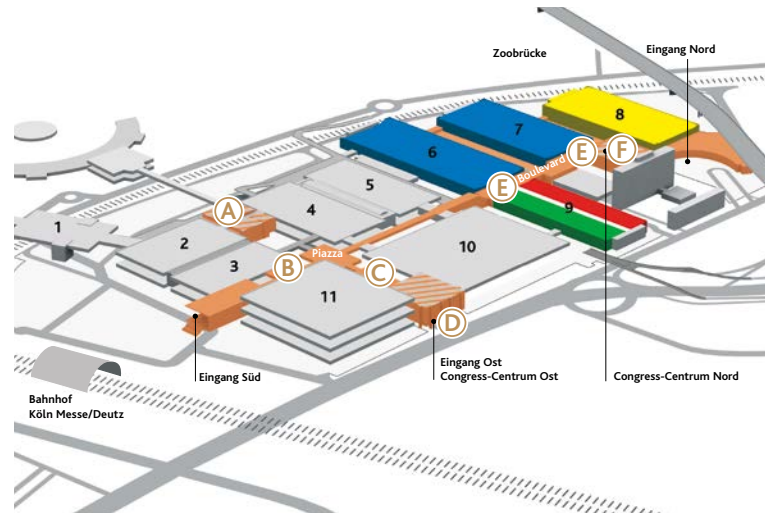 Zoobrücke
Eingang Nord
8
7
6
E
F
Boulevard
E
5
A
4
9
1
2
10
Piazza
3
B
C
11
D
Eingang Süd
Eingang Ost
Congress-Centrum Ost
Congress-Centrum Nord
Bahnhof
Köln Messe/Deutz